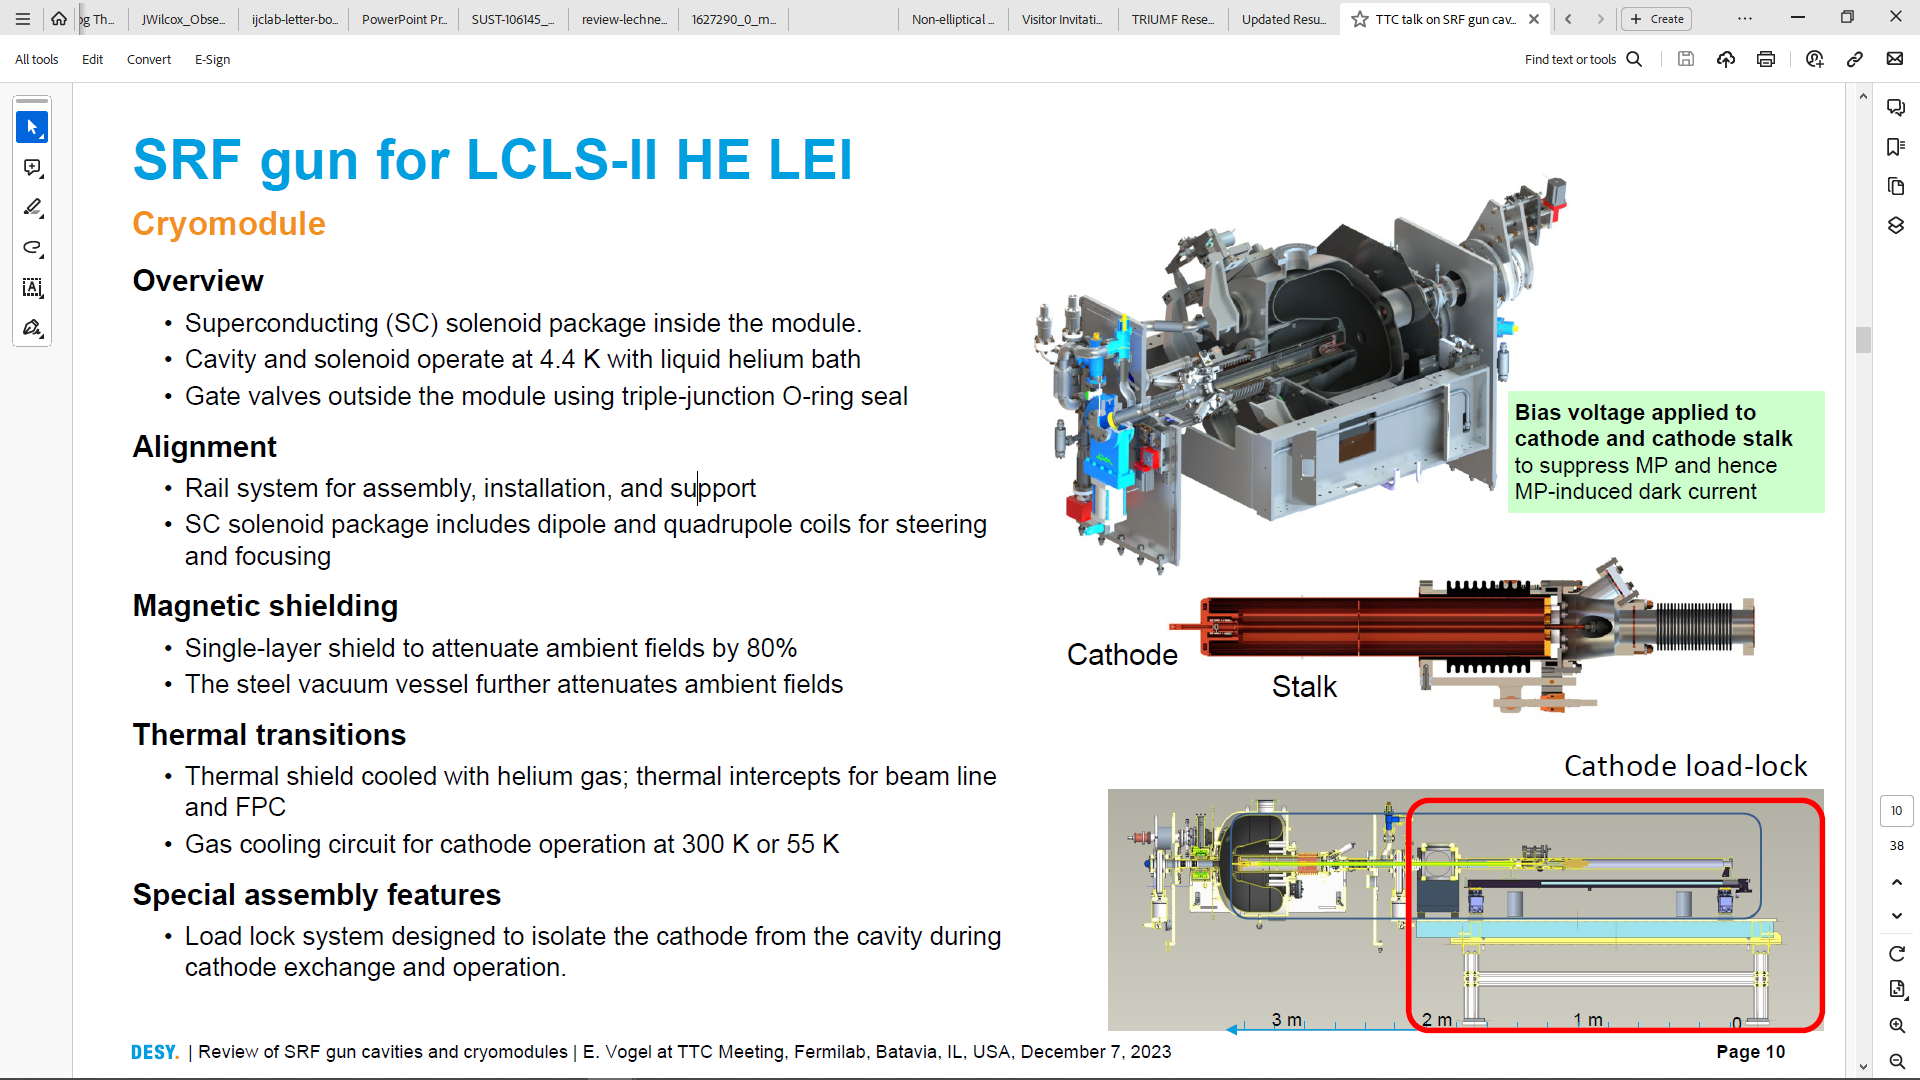 og Th...
JWilcox_Obse...
ijclab-letter-bo...
PowerPoint Pr...
SUST-106145_...
review-lechne...
1627290_0_m...
Non-elliptical ...
Visitor Invitati...
TRIUMF Rese...
Updated Resu...
TTC talk on SRF gun cav...
Create
All tools
Edit
Convert
E-Sign
Find text or tools
SRF gun for LCLS-II HE LEI
Cryomodule
Overview
• Superconducting (SC) solenoid package inside the module.
• Cavity and solenoid operate at 4.4 K with liquid helium bath
• Gate valves outside the module using triple-junction O-ring seal
Alignment
• Rail system for assembly, installation, and support
• SC solenoid package includes dipole and quadrupole coils for steering
and focusing
Magnetic shielding
• Single-layer shield to attenuate ambient fields by 80%
• The steel vacuum vessel further attenuates ambient fields
Thermal transitions
• Thermal shield cooled with helium gas; thermal intercepts for beam line
and FPC
• Gas cooling circuit for cathode operation at 300 K or 55 K
Special assembly features
• Load lock system designed to isolate the cathode from the cavity during
cathode exchange and operation.
Bias voltage applied to
cathode and cathode stalk
to suppress MP and hence
MP-induced dark current
Cathode
Stalk
Cathode load-lock
3 m
2 m
1 m
0
10
38
DESY. | Review of SRF gun cavities and cryomodules | E. Vogel at TTC Meeting, Fermilab, Batavia, IL, USA, December 7, 2023
Page 10